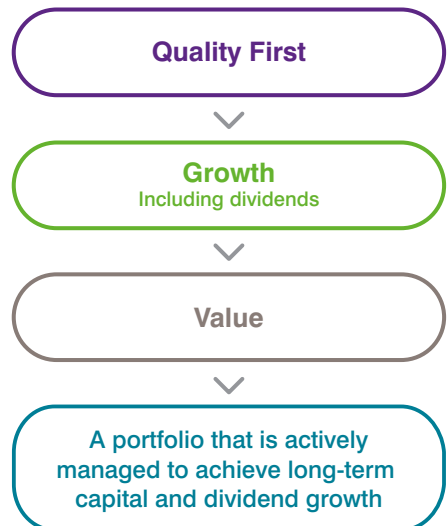 Quality First
Growth
Including dividends
Value
A portfolio that is actively
managed to achieve long-term
capital and dividend growth